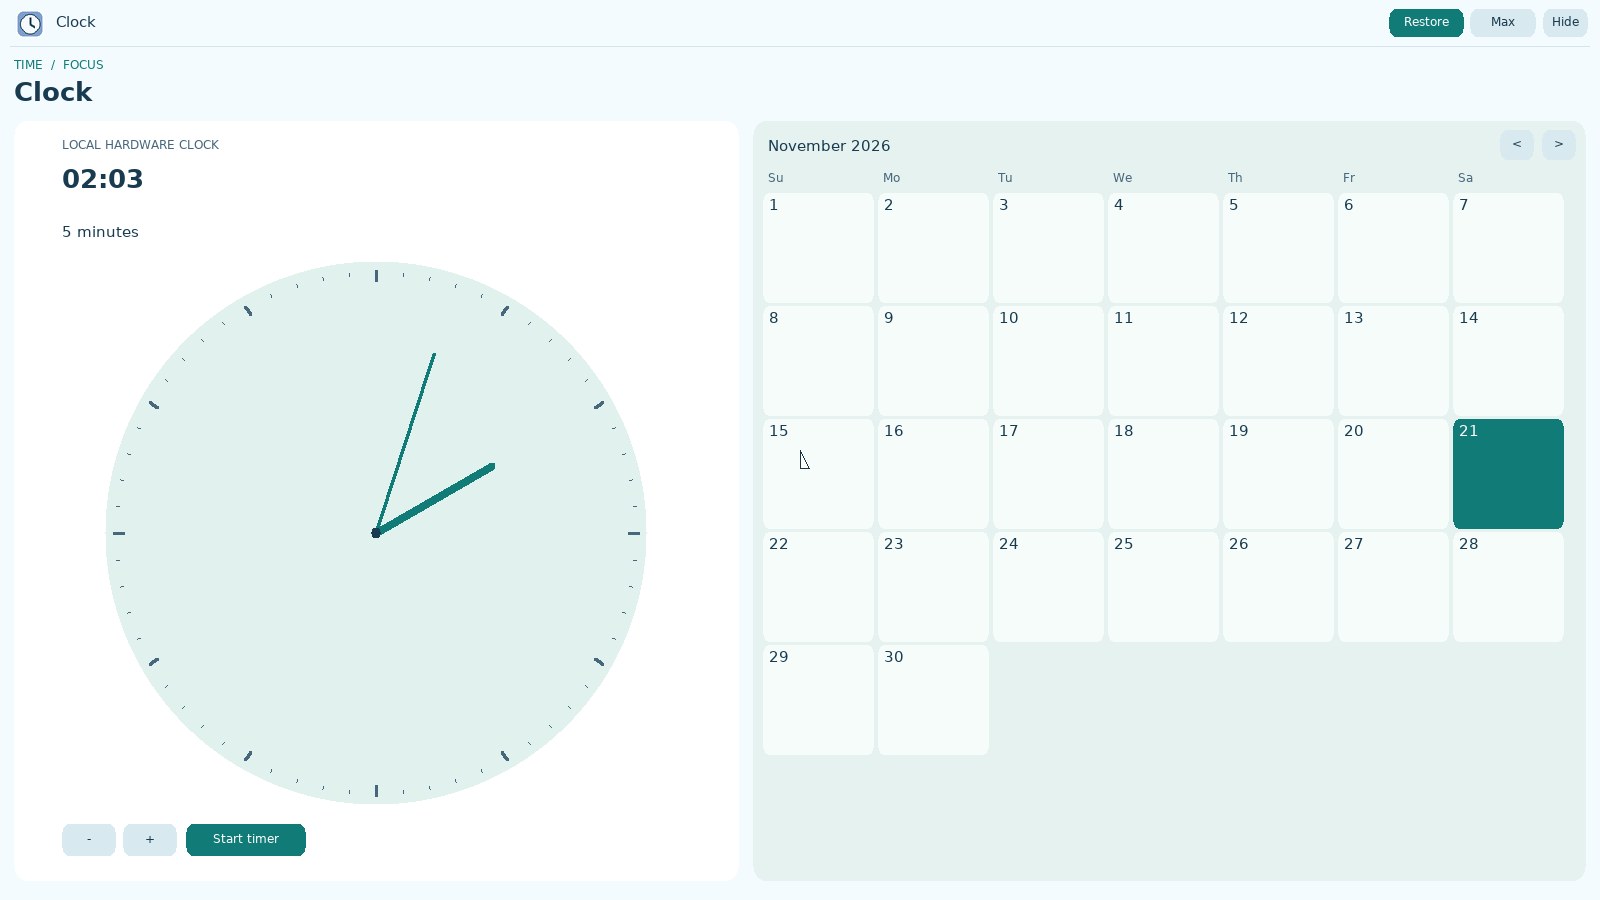 Clock
Restore Max Hide
TIME / FOCUS
Clock
LOCAL HARDWARE CLOCK
02:03
5 minutes
- + Start timer
November 2026 < >
Su Mo Tu We Th Fr Sa
1 2 3 4 5 6 7
8 9 10 11 12 13 14
15 16 17 18 19 20 21
22 23 24 25 26 27 28
29 30